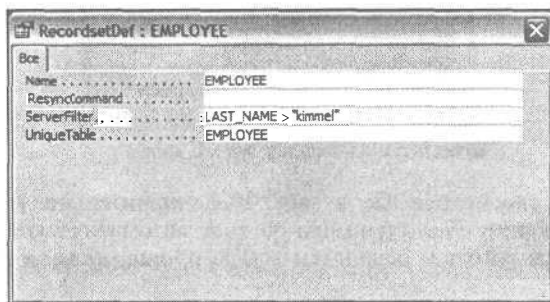 RecordsetDef : EMPLOYEE
Все
Name . . . . . . . . . . . . . . . . EMPLOYEE
ResyncCommand . . . . . . . .
ServerFilter. . . . . . . . . . . . LAST_NAME > "kimmel"
UniqueTable . . . . . . . . . . . . EMPLOYEE